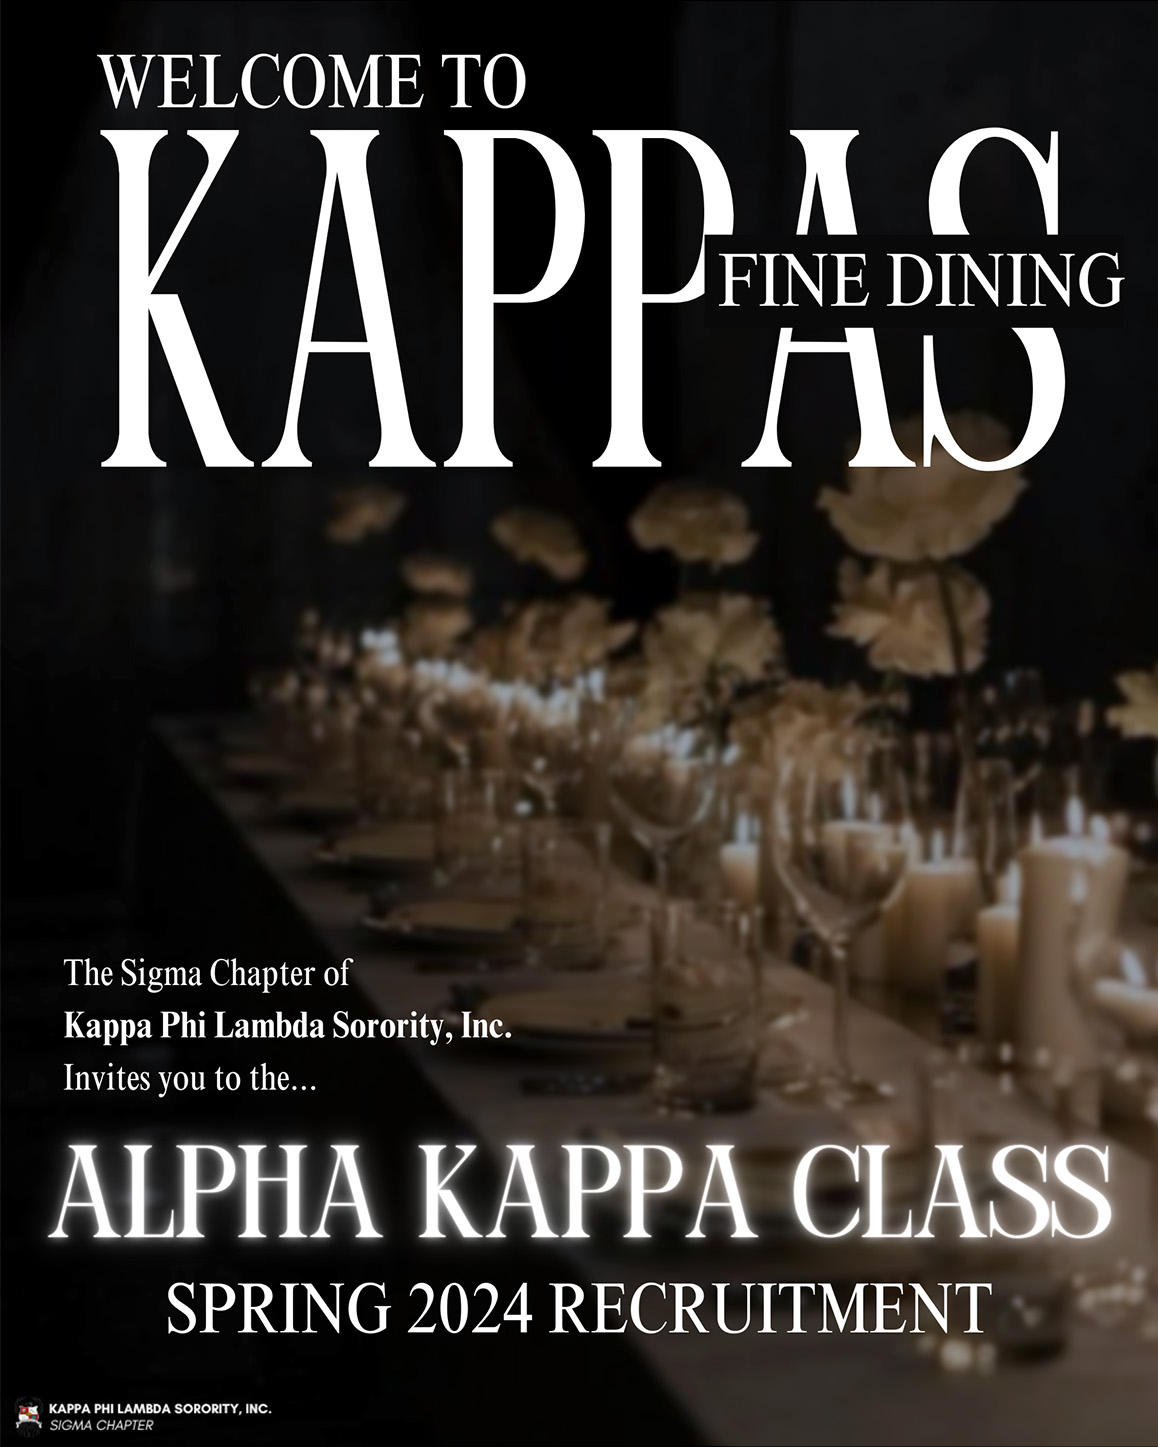 WELCOME TO
KAPPAS
FINE DINING
The Sigma Chapter of
Kappa Phi Lambda Sorority, Inc.
Invites you to the...
ALPHA KAPPA CLASS
SPRING 2024 RECRUITMENT
KAPPA PHI LAMBDA SORORITY, INC.
SIGMA CHAPTER